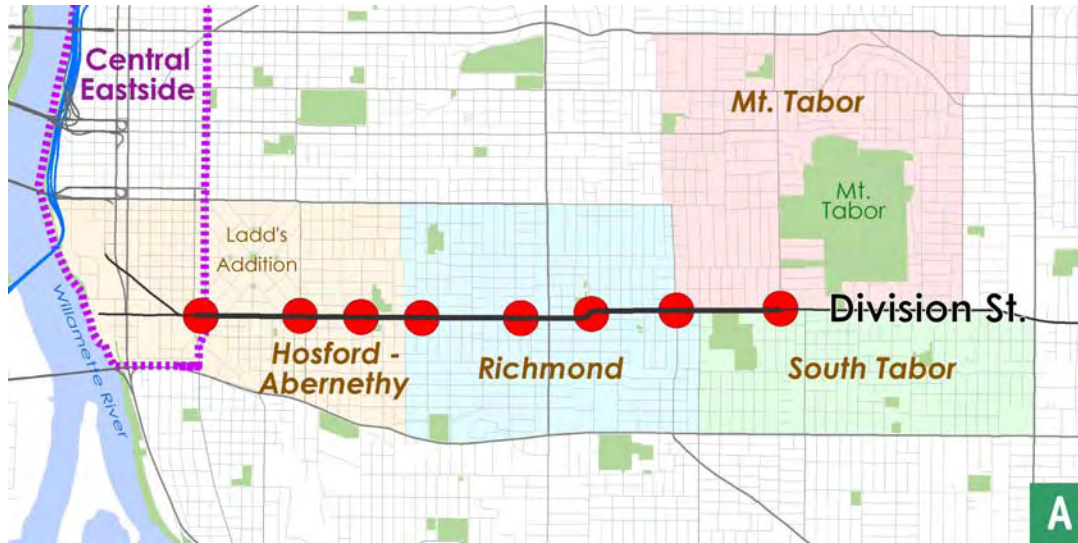 Central
Eastside
Mt. Tabor
Mt.
Tabor
Ladd's
Addition
Willamette River
Division St.
Hosford -
Abernethy
Richmond
South Tabor
A